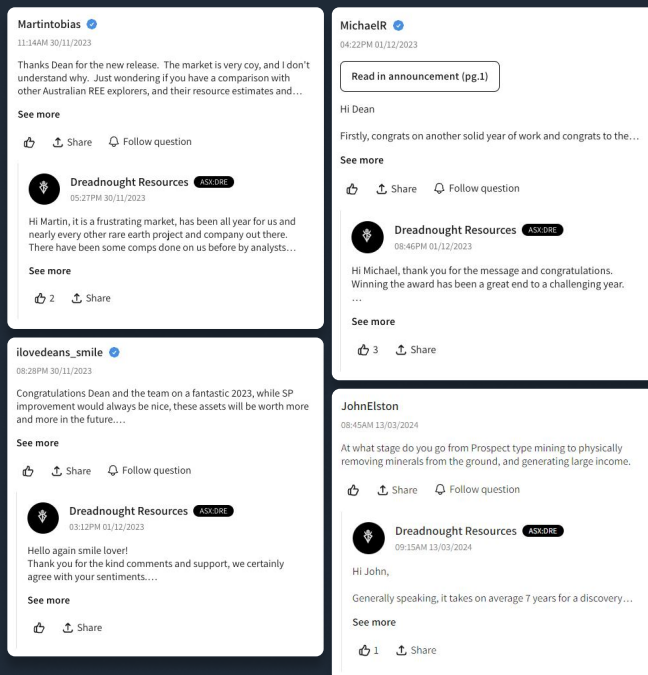 Martintobias
11:14AM 30/11/2023
Thanks Dean for the new release. The market is very coy, and I don't
understand why. Just wondering if you have a comparison with
other Australian REE explorers, and their resource estimates and…
See more
Share
Follow question
Dreadnought Resources ASX:DRE
05:27PM 30/11/2023
Hi Martin, it is a frustrating market, has been all year for us and
nearly every other rare earth project and company out there.
There have been some comps done on us before by analysts…
See more
2 Share
ilovedeans_smile
08:28PM 30/11/2023
Congratulations Dean and the team on a fantastic 2023, while SP
improvement would always be nice, these assets will be worth more
and more in the future.…
See more
Share
Follow question
Dreadnought Resources ASX:DRE
03:12PM 01/12/2023
Hello again smile lover!
Thank you for the kind comments and support, we certainly
agree with your sentiments.…
See more
Share
MichaelR
04:22PM 01/12/2023
Read in announcement (pg.1)
Hi Dean
Firstly, congrats on another solid year of work and congrats to the…
See more
Share
Follow question
Dreadnought Resources ASX:DRE
08:46PM 01/12/2023
Hi Michael, thank you for the message and congratulations.
Winning the award has been a great end to a challenging year.
…
See more
3 Share
JohnElston
08:45AM 13/03/2024
At what stage do you go from Prospect type mining to physically
removing minerals from the ground, and generating large income.
Share
Follow question
Dreadnought Resources ASX:DRE
09:15AM 13/03/2024
Hi John,
Generally speaking, it takes on average 7 years for a discovery…
See more
1 Share